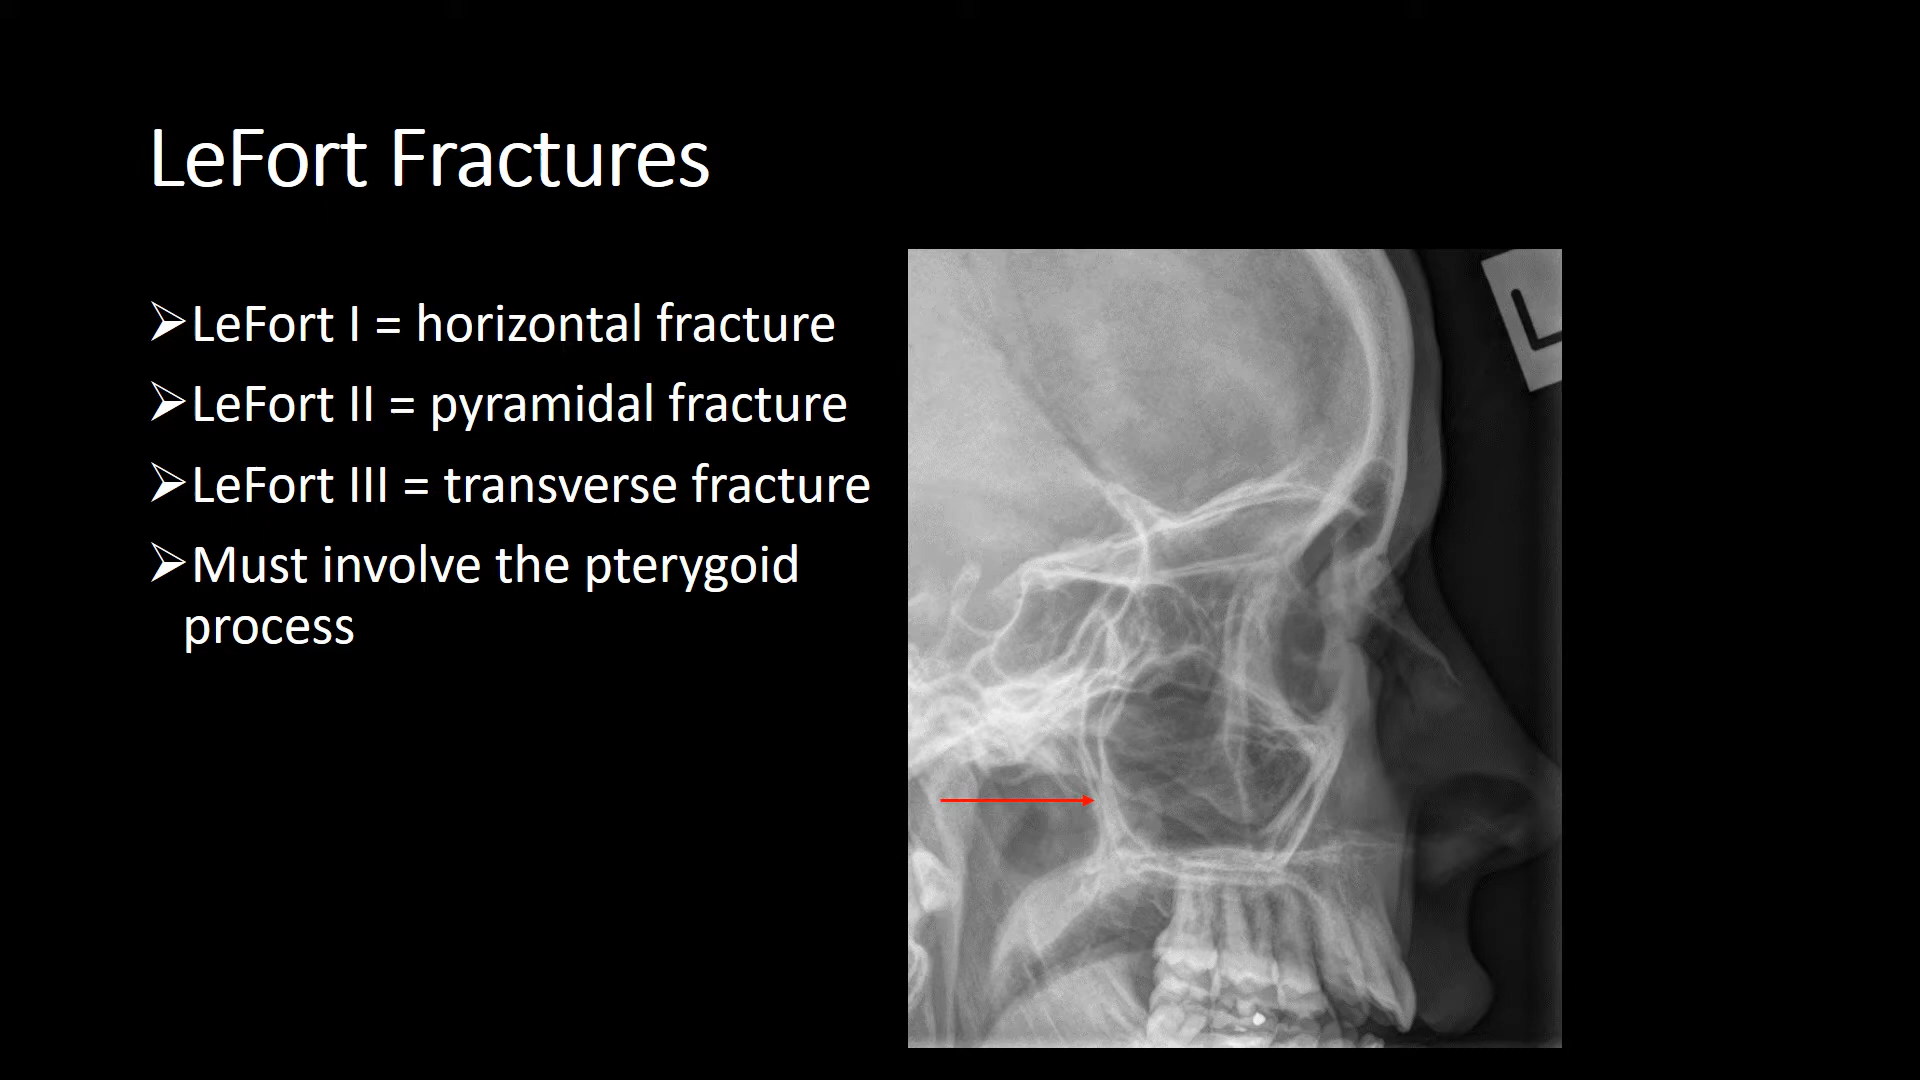 LeFort Fractures
➢LeFort I = horizontal fracture
➢LeFort II = pyramidal fracture
➢LeFort III = transverse fracture
➢Must involve the pterygoid
process
L